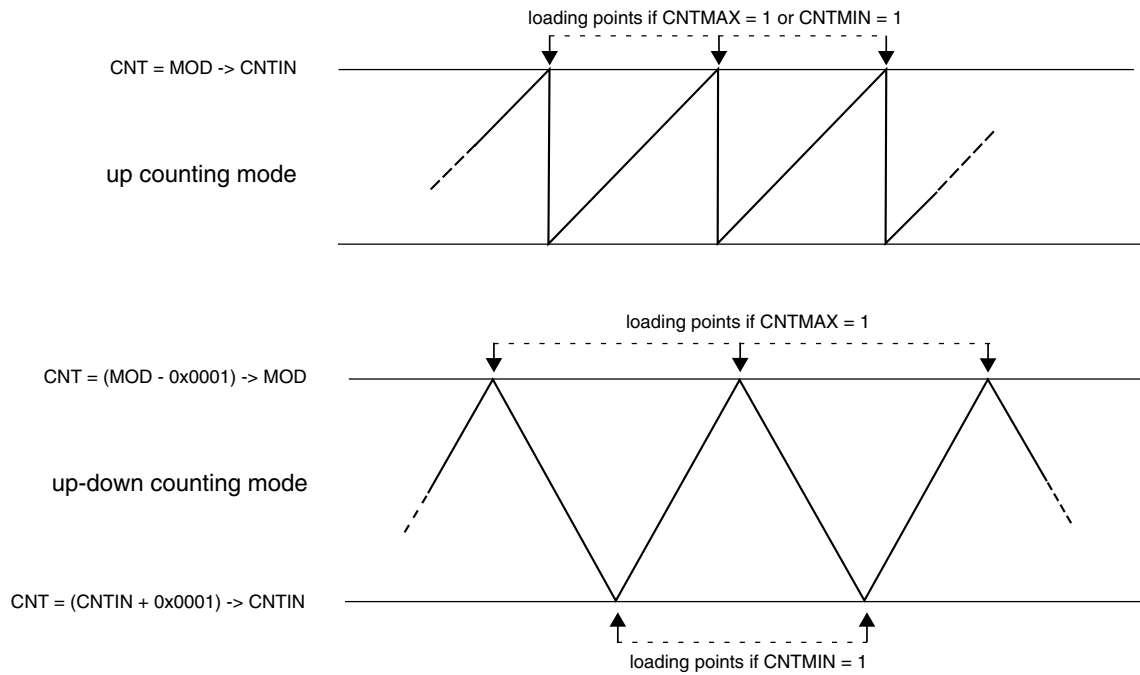 loading points if CNTMAX = 1 or CNTMIN = 1
CNT = MOD -> CNTIN
up counting mode
loading points if CNTMAX = 1
CNT = (MOD - 0x0001) -> MOD
up-down counting mode
CNT = (CNTIN + 0x0001) -> CNTIN
loading points if CNTMIN = 1